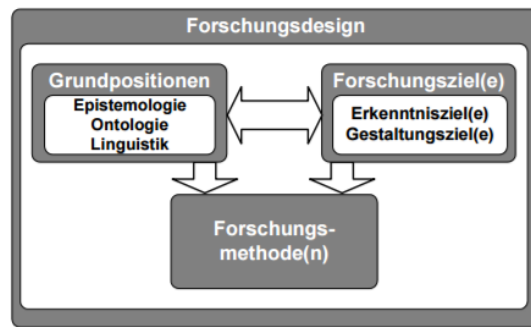 Forschungsdesign
Grundpositionen
Epistemologie
Ontologie
Linguistik
Forschungsziel(e)
Erkenntnisziel(e)
Gestaltungsziel(e)
Forschungs-
methode(n)